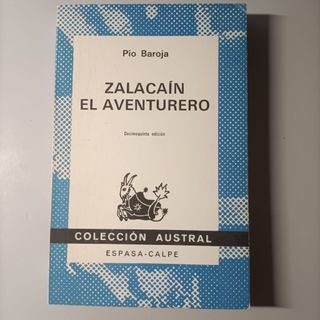 Pío Baroja
ZALACAÍN
EL AVENTURERO
Decimoquinta edición
COLECCIÓN AUSTRAL
ESPASA-CALPE